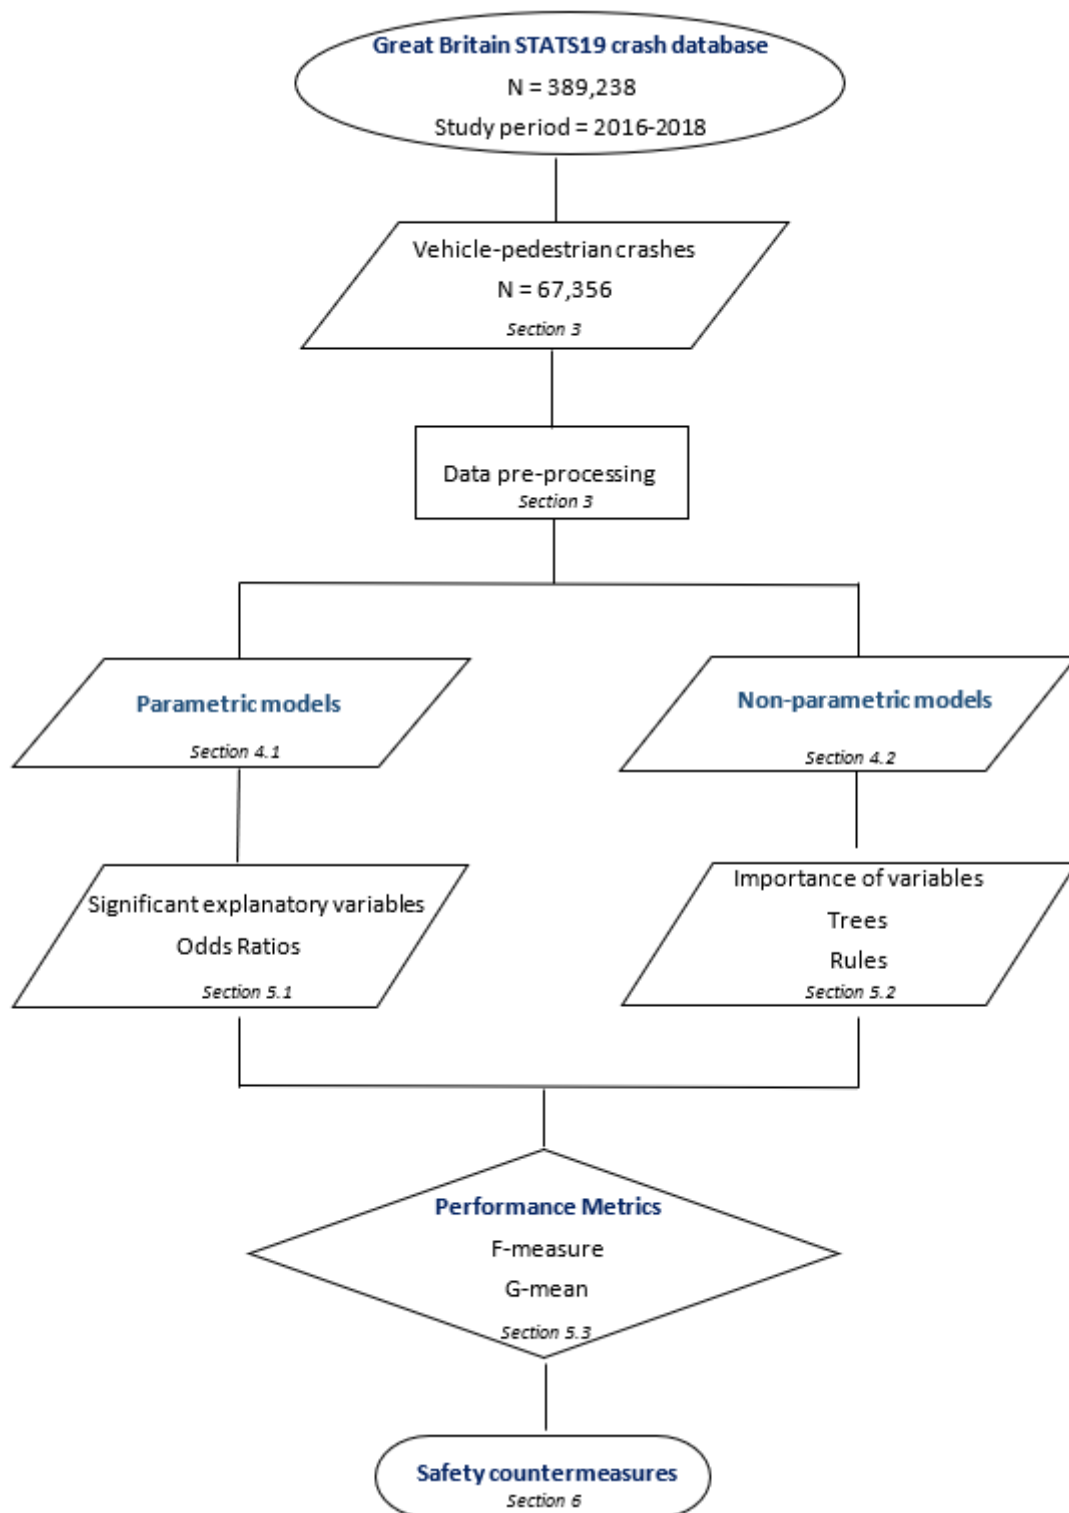 Great Britain STATS19 crash database
N = 389,238
Study period = 2016-2018
Vehicle-pedestrian crashes
N = 67,356
Section 3
Data pre-processing
Section 3
Parametric models
Section 4.1
Non-parametric models
Section 4.2
Significant explanatory variables
Odds Ratios
Section 5.1
Importance of variables
Trees
Rules
Section 5.2
Performance Metrics
F-measure
G-mean
Section 5.3
Safety countermeasures
Section 6